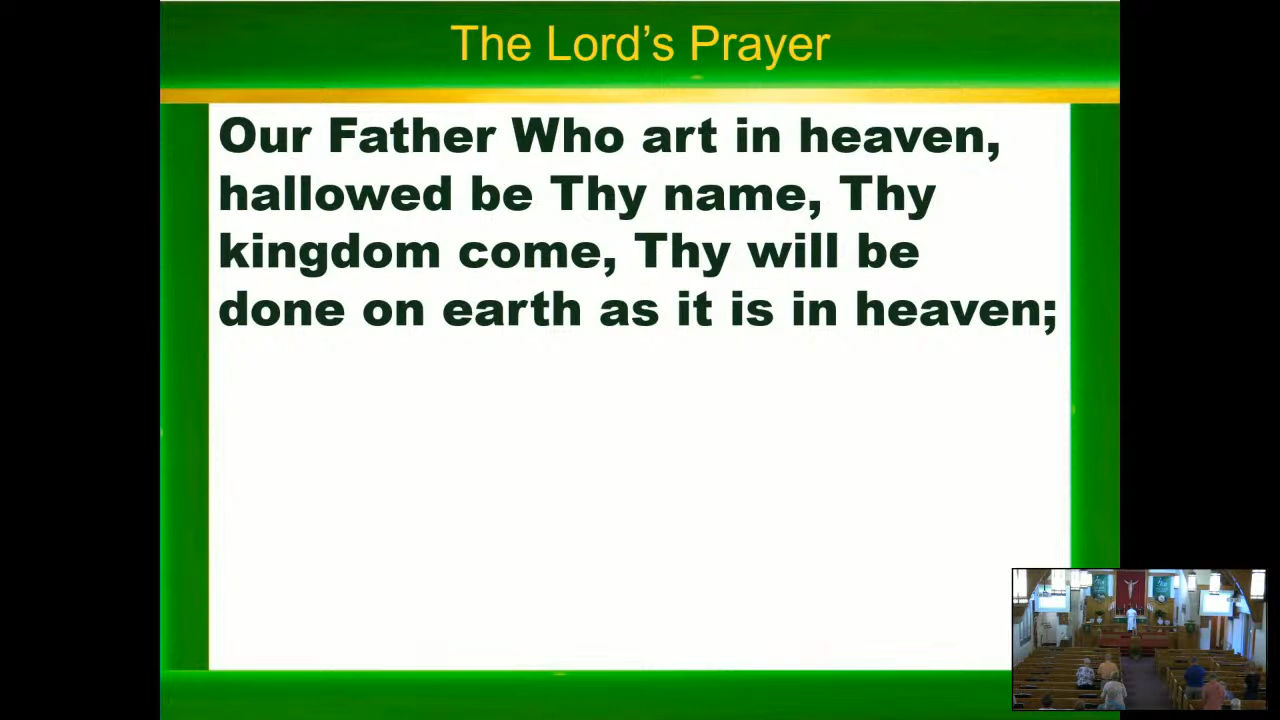 The Lord’s Prayer
Our Father Who art in heaven,
hallowed be Thy name, Thy
kingdom come, Thy will be
done on earth as it is in heaven;